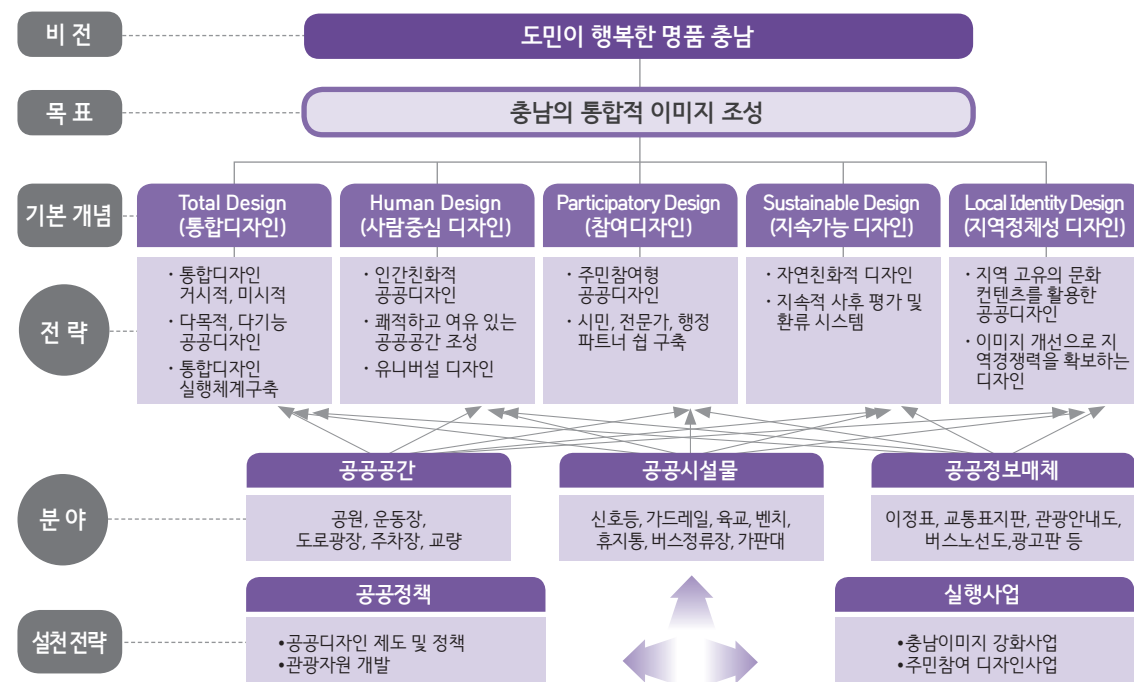 비 전
도민이 행복한 명품 충남
목 표
충남의 통합적 이미지 조성
기본 개념
Total Design
(통합디자인)
Human Design
(사람중심 디자인)
Participatory Design
(참여디자인)
Sustainable Design
(지속가능 디자인)
Local Identity Design
(지역정체성 디자인)
전 략
· 통합디자인
거시적, 미시적
· 다목적, 다기능
공공디자인
· 통합디자인
실행체계구축
· 인간친화적
공공디자인
· 쾌적하고 여유 있는
공공공간 조성
· 유니버설 디자인
· 주민참여형
공공디자인
· 시민, 전문가, 행정
파트너 쉽 구축
· 자연친화적 디자인
· 지속적 사후 평가 및
환류 시스템
· 지역 고유의 문화
컨텐츠를 활용한
공공디자인
· 이미지 개선으로 지
역경쟁력을 확보하는
디자인
분 야
공공공간
공원, 운동장,
도로광장, 주차장, 교량
공공시설물
신호등, 가드레일, 육교, 벤치,
휴지통, 버스정류장, 가판대
공공정보매체
이정표, 교통표지판, 관광안내도,
버스노선도,광고판 등
설천 전략
공공정책
•공공디자인 제도 및 정책
•관광자원 개발
실행사업
•충남이미지 강화사업
•주민참여 디자인사업